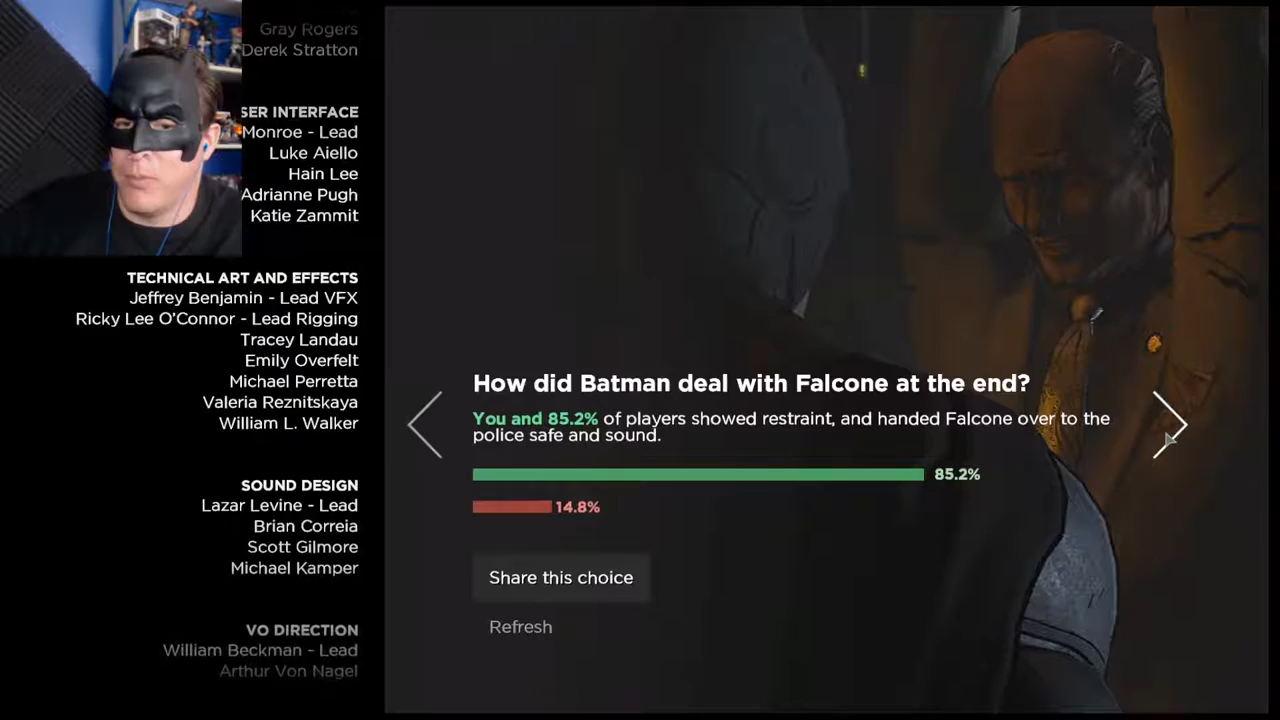 Gray Rogers
Derek Stratton
SER INTERFACE
Monroe - Lead
Luke Aiello
Hain Lee
Adrianne Pugh
Katie Zammit
TECHNICAL ART AND EFFECTS
Jeffrey Benjamin - Lead VFX
Ricky Lee O'Connor - Lead Rigging
Tracey Landau
Emily Overfelt
Michael Perretta
Valeria Reznitskaya
William L. Walker
SOUND DESIGN
Lazar Levine - Lead
Brian Correia
Scott Gilmore
Michael Kamper
VO DIRECTION
William Beckman - Lead
Arthur Von Nagel
How did Batman deal with Falcone at the end?
You and 85.2% of players showed restraint, and handed Falcone over to the
police safe and sound.
85.2%
14.8%
Share this choice
Refresh